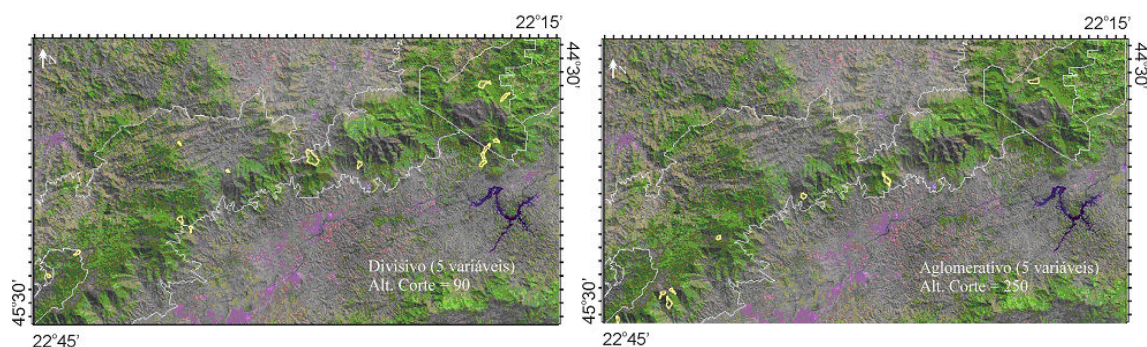 22°15'
22°15'
44°30'
44°30'
N
N
Divisivo (5 variáveis)
Alt. Corte = 90
Aglomerativo (5 variáveis)
Alt. Corte = 250
45°30'
45°30'
22°45'
22°45'